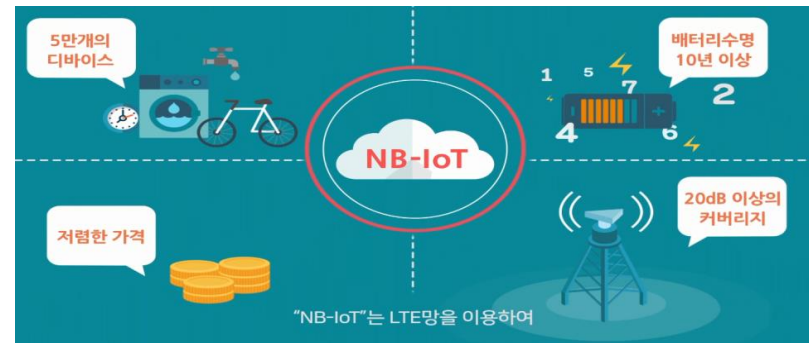 5만개의
디바이스
배터리수명
10년 이상
1
5
7
2
4
6
NB-IoT
저렴한 가격
20dB 이상의
커버리지
"NB-IoT"는 LTE망을 이용하여